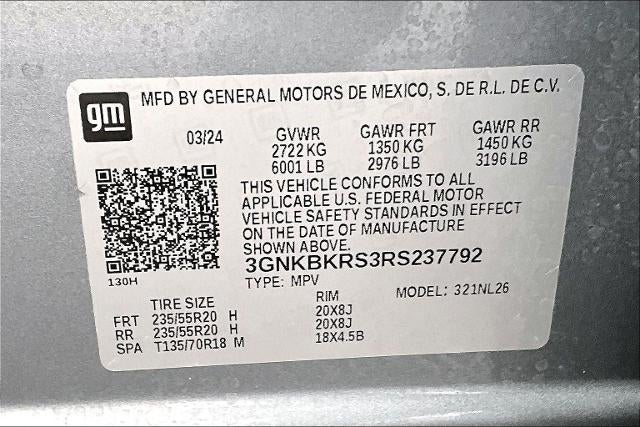 gm
MFD BY GENERAL MOTORS DE MEXICO, S. DE R.L. DE C.V.
03/24 GVWR GAWR FRT GAWR RR
2722 KG 1350 KG 1450 KG
6001 LB 2976 LB 3196 LB
THIS VEHICLE CONFORMS TO ALL
APPLICABLE U.S. FEDERAL MOTOR
VEHICLE SAFETY STANDARDS IN EFFECT
ON THE DATE OF MANUFACTURE
SHOWN ABOVE.
3GNKBKRS3RS237792
130H
TYPE: MPV MODEL: 321NL26
TIRE SIZE RIM
FRT 235/55R20 H 20X8J
RR 235/55R20 H 20X8J
SPA T135/70R18 M 18X4.5B